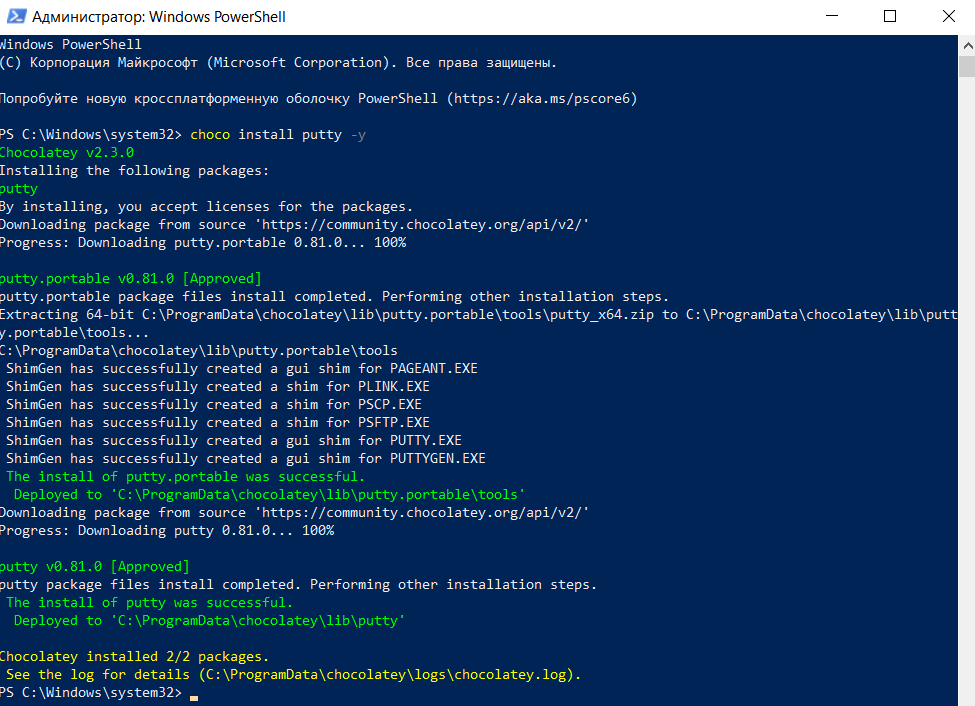 Администратор: Windows PowerShell
Windows PowerShell
(C) Корпорация Майкрософт (Microsoft Corporation). Все права защищены.
Попробуйте новую кроссплатформенную оболочку PowerShell (https://aka.ms/pscore6)
PS C:\Windows\system32> choco install putty -y
Chocolatey v2.3.0
Installing the following packages:
putty
By installing, you accept licenses for the packages.
Downloading package from source 'https://community.chocolatey.org/api/v2/'
Progress: Downloading putty.portable 0.81.0... 100%
putty.portable v0.81.0 [Approved]
putty.portable package files install completed. Performing other installation steps.
Extracting 64-bit C:\ProgramData\chocolatey\lib\putty.portable\tools\putty_x64.zip to C:\ProgramData\chocolatey\lib\putt
y.portable\tools...
C:\ProgramData\chocolatey\lib\putty.portable\tools
ShimGen has successfully created a gui shim for PAGEANT.EXE
ShimGen has successfully created a shim for PLINK.EXE
ShimGen has successfully created a shim for PSCP.EXE
ShimGen has successfully created a shim for PSFTP.EXE
ShimGen has successfully created a gui shim for PUTTY.EXE
ShimGen has successfully created a gui shim for PUTTYGEN.EXE
The install of putty.portable was successful.
Deployed to 'C:\ProgramData\chocolatey\lib\putty.portable\tools'
Downloading package from source 'https://community.chocolatey.org/api/v2/'
Progress: Downloading putty 0.81.0... 100%
putty v0.81.0 [Approved]
putty package files install completed. Performing other installation steps.
The install of putty was successful.
Deployed to 'C:\ProgramData\chocolatey\lib\putty'
Chocolatey installed 2/2 packages.
See the log for details (C:\ProgramData\chocolatey\logs\chocolatey.log).
PS C:\Windows\system32>